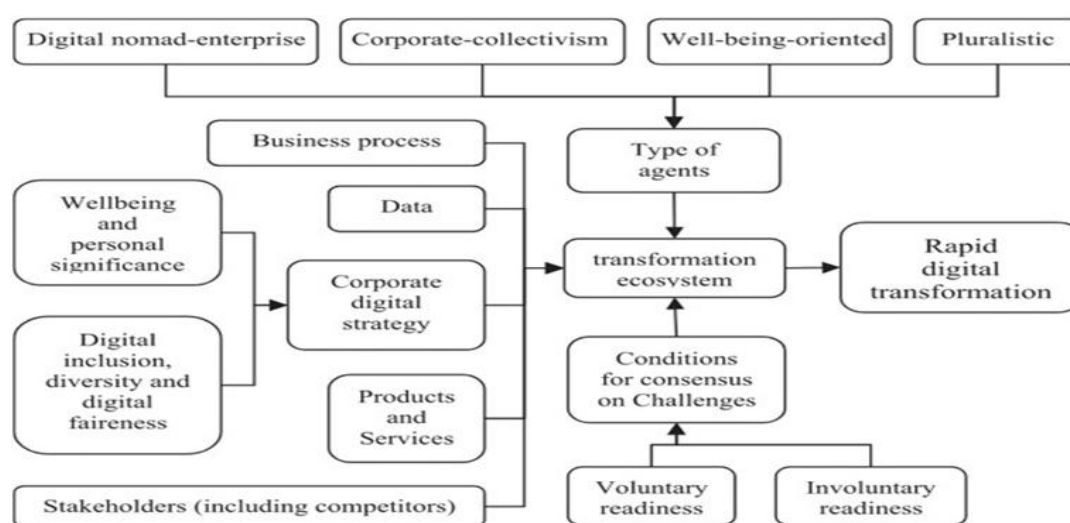 Digital nomad-enterprise
Corporate-collectivism
Well-being-oriented
Pluralistic
Business process
Type of
agents
Wellbeing
and
personal
significance
Data
transformation
ecosystem
Rapid
digital
transformation
Corporate
digital
strategy
Digital
inclusion,
diversity and
digital
faireness
Conditions
for consensus
on Challenges
Products
and
Services
Stakeholders (including competitors)
Voluntary
readiness
Involuntary
readiness